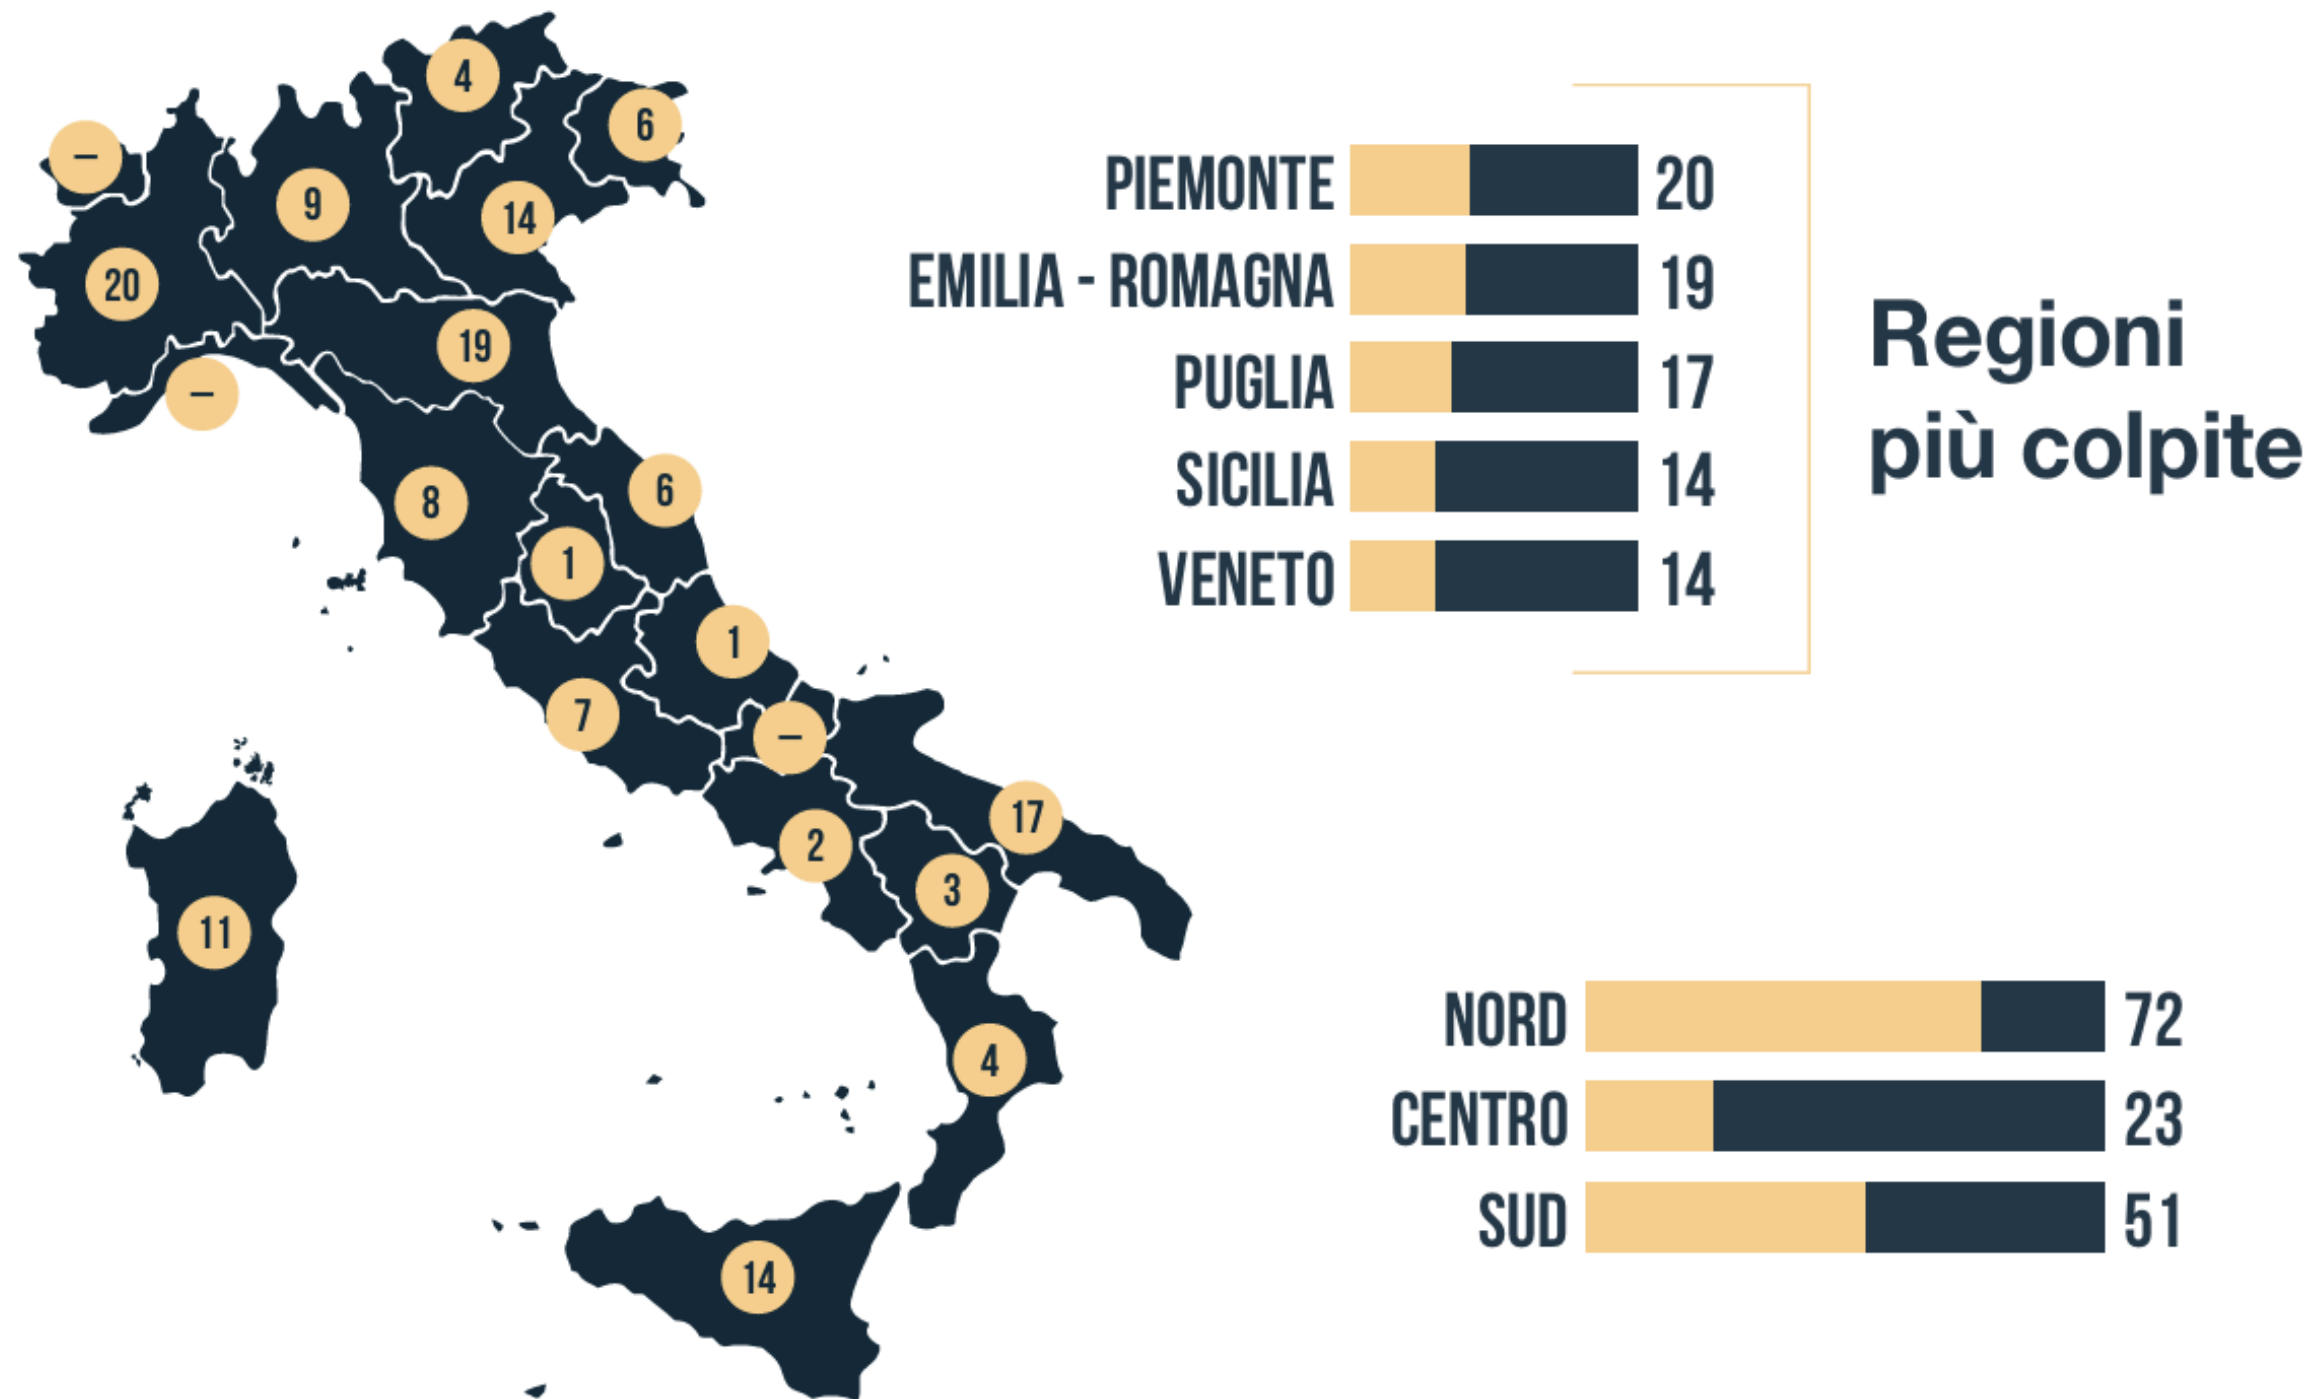 4
6
–
9
14
20
19
–
8
6
1
1
7
–
17
2
3
11
4
14
PIEMONTE 20
EMILIA - ROMAGNA 19
PUGLIA 17
SICILIA 14
VENETO 14
Regioni
più colpite
NORD 72
CENTRO 23
SUD 51